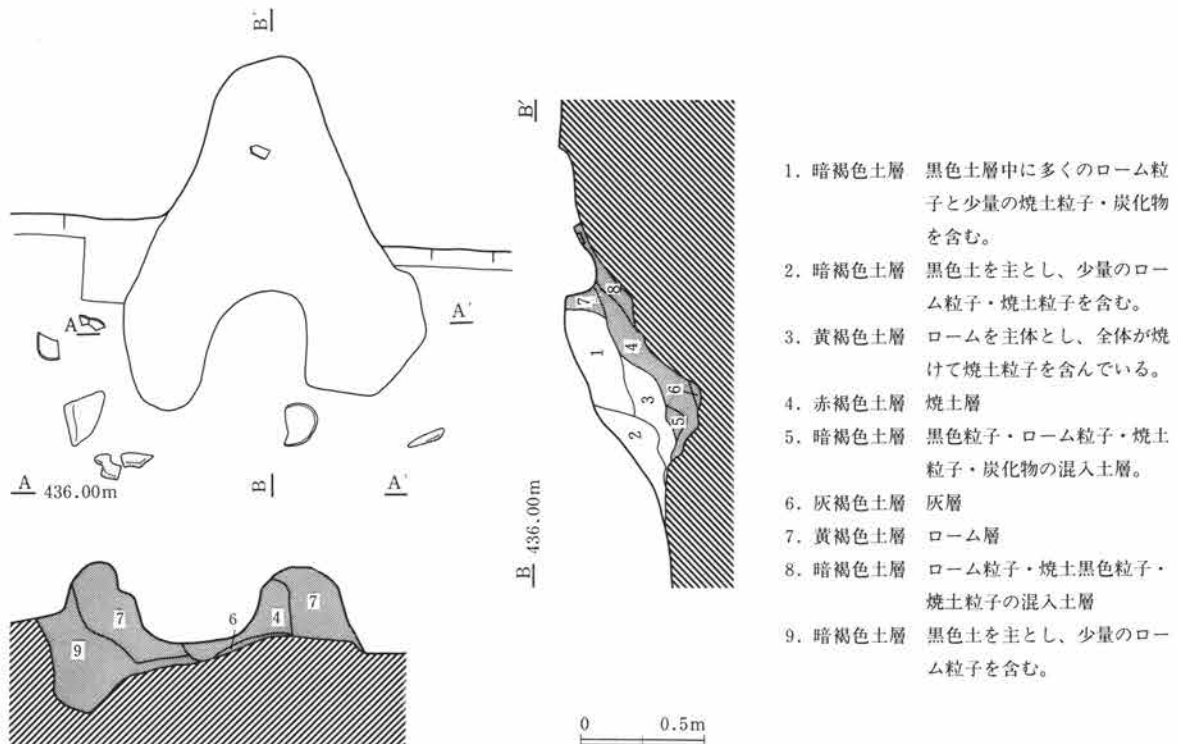 B'
A
A'
A 436.00m
B
A'
7
9
6
4
7
B'
8
7
4
1
3
6
5
2
B 436.00m
0 0.5m
1. 暗褐色土層 黒色土層中に多くのローム粒
子と少量の焼土粒子・炭化物
を含む。
2. 暗褐色土層 黒色土を主とし、少量のロー
ム粒子・焼土粒子を含む。
3. 黄褐色土層 ロームを主体とし、全体が焼
けて焼土粒子を含んでいる。
4. 赤褐色土層 焼土層
5. 暗褐色土層 黒色粒子・ローム粒子・焼土
粒子・炭化物の混入土層。
6. 灰褐色土層 灰層
7. 黄褐色土層 ローム層
8. 暗褐色土層 ローム粒子・焼土黒色粒子・
焼土粒子の混入土層
9. 暗褐色土層 黒色土を主とし、少量のロー
ム粒子を含む。